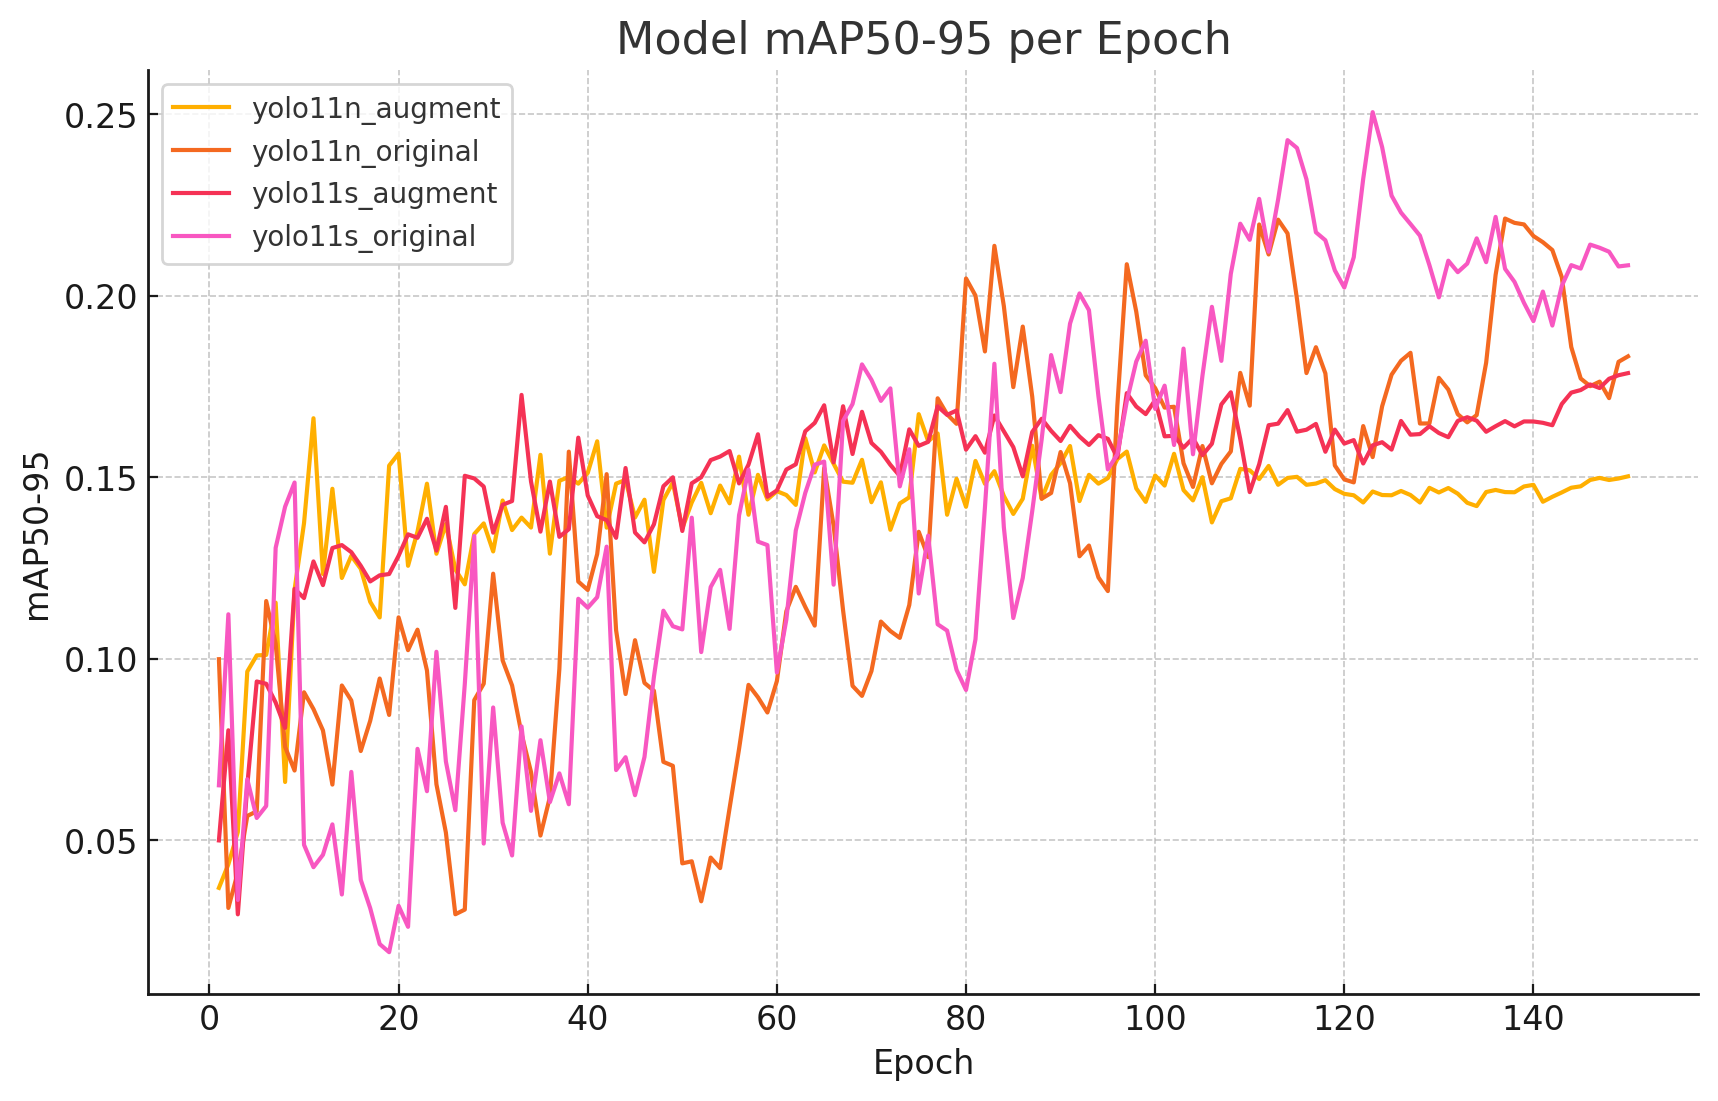 Model mAP50-95 per Epoch
yolo11n_augment
yolo11n_original
yolo11s_augment
yolo11s_original
mAP50-95
0.25
0.20
0.15
0.10
0.05
0 20 40 60 80 100 120 140
Epoch